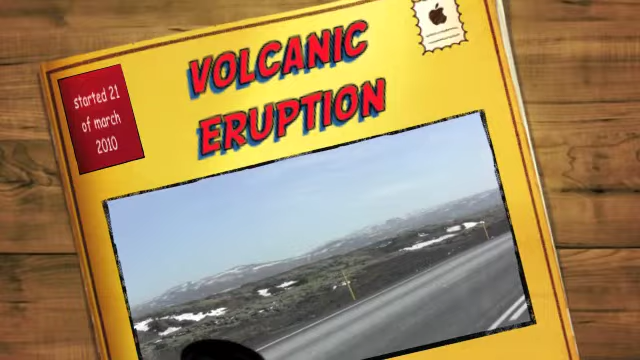 VOLCANIC
ERUPTION
started 21
of march
2010